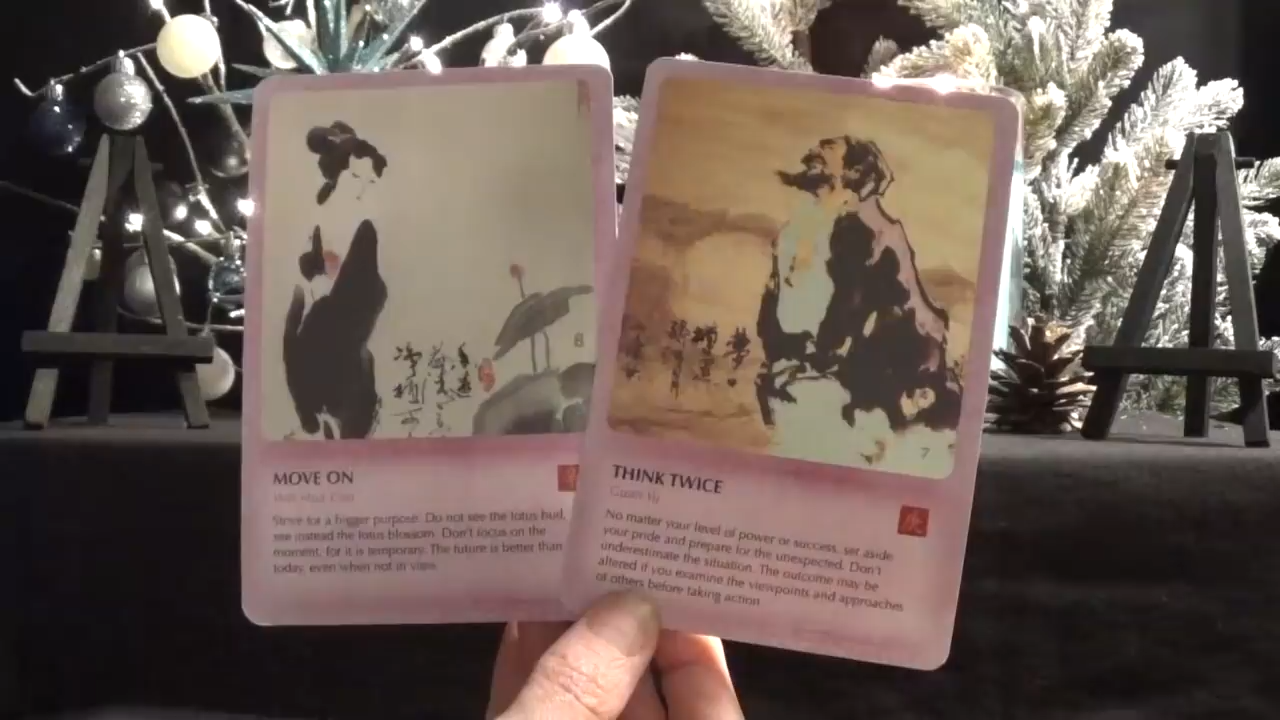 8
MOVE ON
Strive for a bigger purpose. Do not see the lotus bud,
see instead the lotus blossom. Don't focus on the
moment, for it is temporary. The future is better than
today, even when not in view.
7
THINK TWICE
Guan Yu
虎
No matter your level of power or success, set aside
your pride and prepare for the unexpected. Don't
underestimate the situation. The outcome may be
altered if you examine the viewpoints and approaches
of others before taking action.